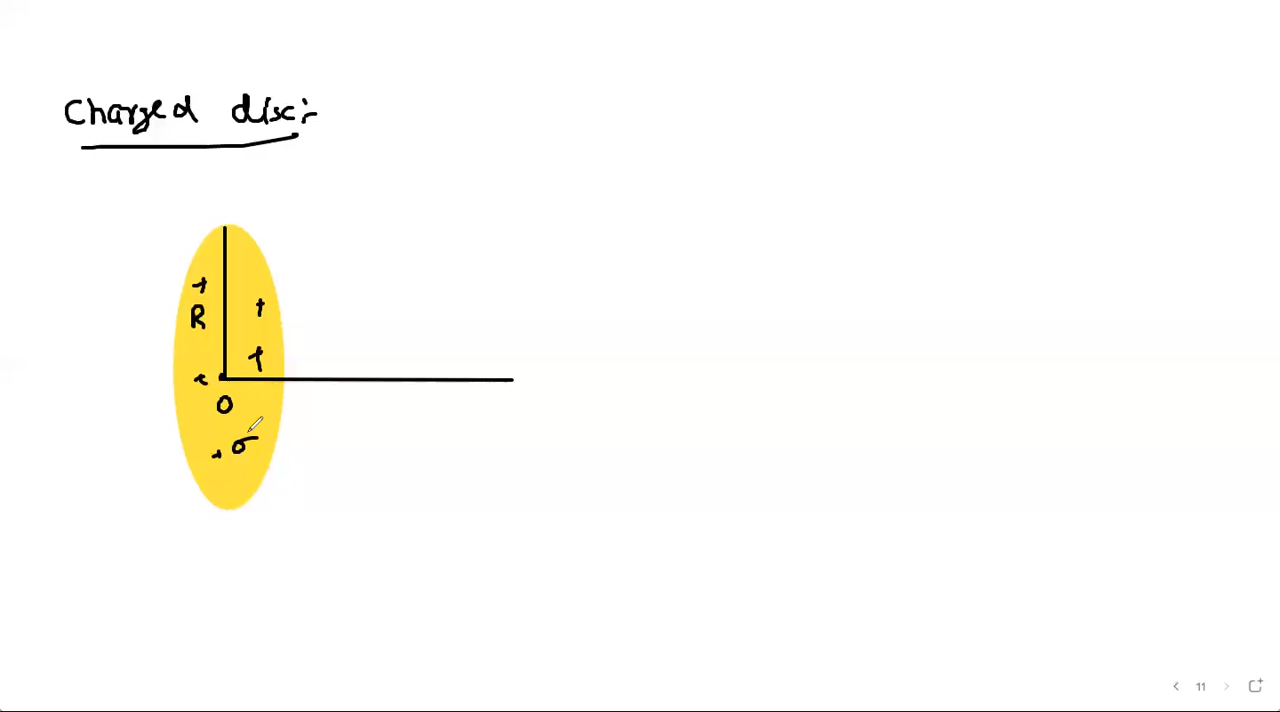 Charged disc:-
+
R
+
+
+
O
+ σ
11